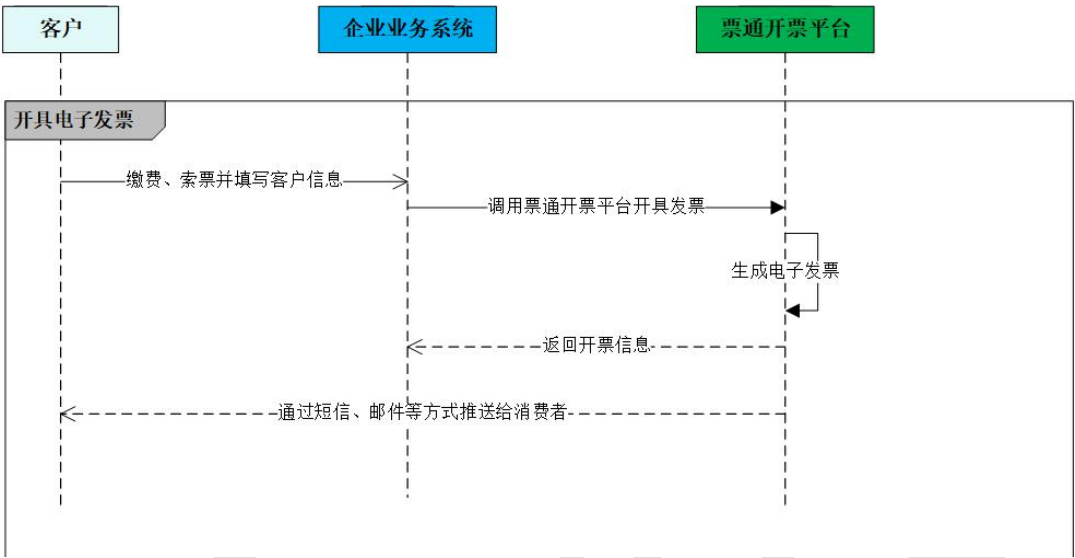 客户
企业业务系统
票通开票平台
开具电子发票
缴费、索票并填写客户信息
调用票通开票平台开具发票
生成电子发票
返回开票信息
通过短信、邮件等方式推送给消费者